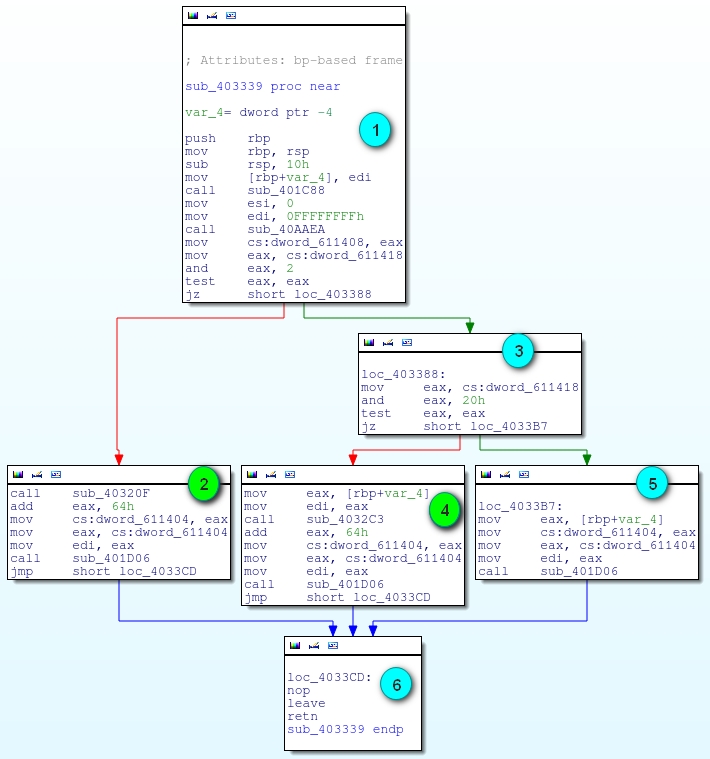 ; Attributes: bp-based frame
sub_403339 proc near
var_4= dword ptr -4
1
push rbp
mov rbp, rsp
sub rsp, 10h
mov [rbp+var_4], edi
call sub_401C88
mov esi, 0
mov edi, 0FFFFFFFFh
call sub_40AAEA
mov cs:dword_611408, eax
mov eax, cs:dword_611418
and eax, 2
test eax, eax
jz short loc_403388
3
loc_403388:
mov eax, cs:dword_611418
and eax, 20h
test eax, eax
jz short loc_4033B7
2
call sub_40320F
add eax, 64h
mov cs:dword_611404, eax
mov eax, cs:dword_611404
mov edi, eax
call sub_401D06
jmp short loc_4033CD
4
mov eax, [rbp+var_4]
mov edi, eax
call sub_4032C3
add eax, 64h
mov cs:dword_611404, eax
mov eax, cs:dword_611404
mov edi, eax
call sub_401D06
jmp short loc_4033CD
5
loc_4033B7:
mov eax, [rbp+var_4]
mov cs:dword_611404, eax
mov eax, cs:dword_611404
mov edi, eax
call sub_401D06
6
loc_4033CD:
nop
leave
retn
sub_403339 endp